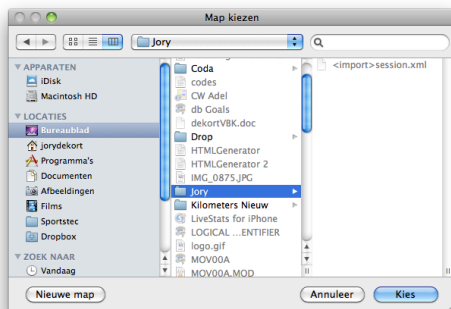 Map kiezen
Jory
APPARATEN
iDisk
Macintosh HD
LOCATIES
Bureaublad
jorydekort
Programma's
Documenten
Afbeeldingen
Films
Sportstec
Dropbox
ZOEK NAAR
Vandaag
Coda
codes
CW Adel
db Goals
dekortVBK.doc
Drop
HTMLGenerator
HTMLGenerator 2
IMG_0875.JPG
Jory
Kilometers Nieuw
LiveStats for iPhone
LOGICAL ...ENTIFIER
logo.gif
MOV00A
MOV00A.MOD
<import>session.xml
Nieuwe map
Annuleer
Kies